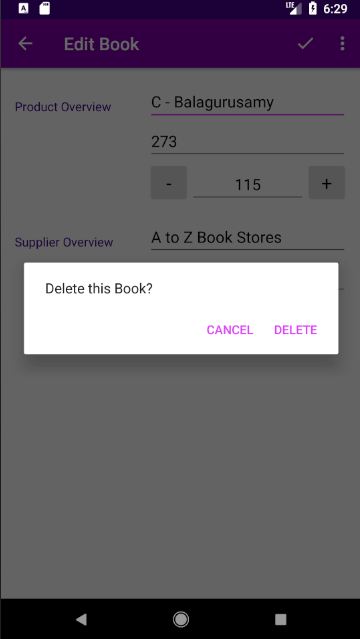 A LTE 6:29
Edit Book
Product Overview C - Balagurusamy
273
- 115 +
Supplier Overview A to Z Book Stores
Delete this Book?
CANCEL DELETE